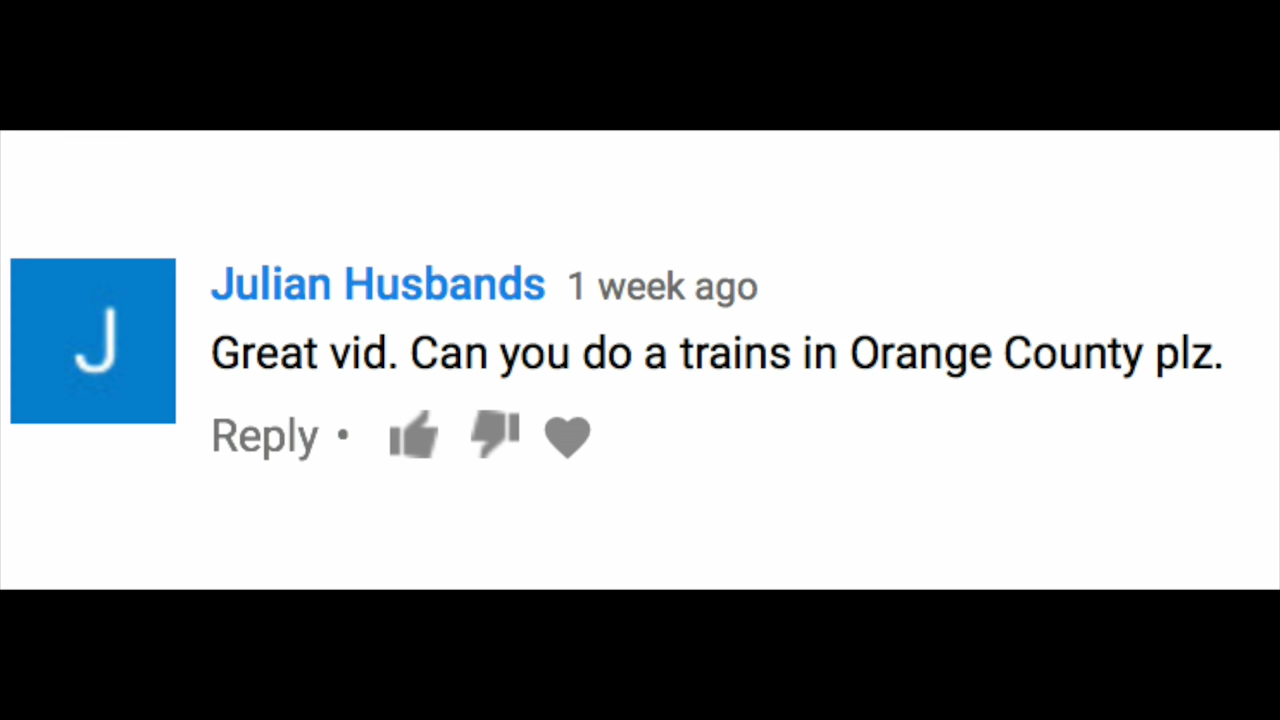 J
Julian Husbands 1 week ago
Great vid. Can you do a trains in Orange County plz.
Reply •